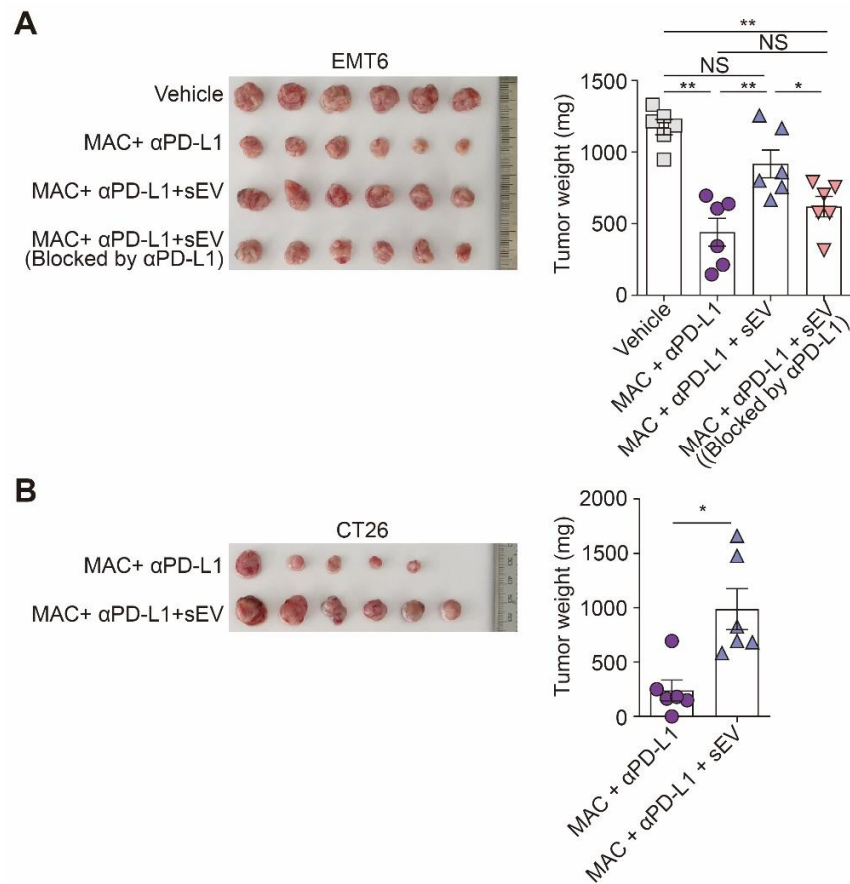 A
EMT6
Vehicle
MAC+ αPD-L1
MAC+ αPD-L1+sEV
MAC+ αPD-L1+sEV
(Blocked by αPD-L1)
**
NS
NS
** ** *
Tumor weight (mg)
1500
1000
500
0
Vehicle
MAC + αPD-L1
MAC + αPD-L1 + sEV
MAC + αPD-L1 + sEV
((Blocked by αPD-L1)
B
CT26
MAC+ αPD-L1
MAC+ αPD-L1+sEV
*
Tumor weight (mg)
2000
1500
1000
500
0
MAC + αPD-L1
MAC + αPD-L1 + sEV